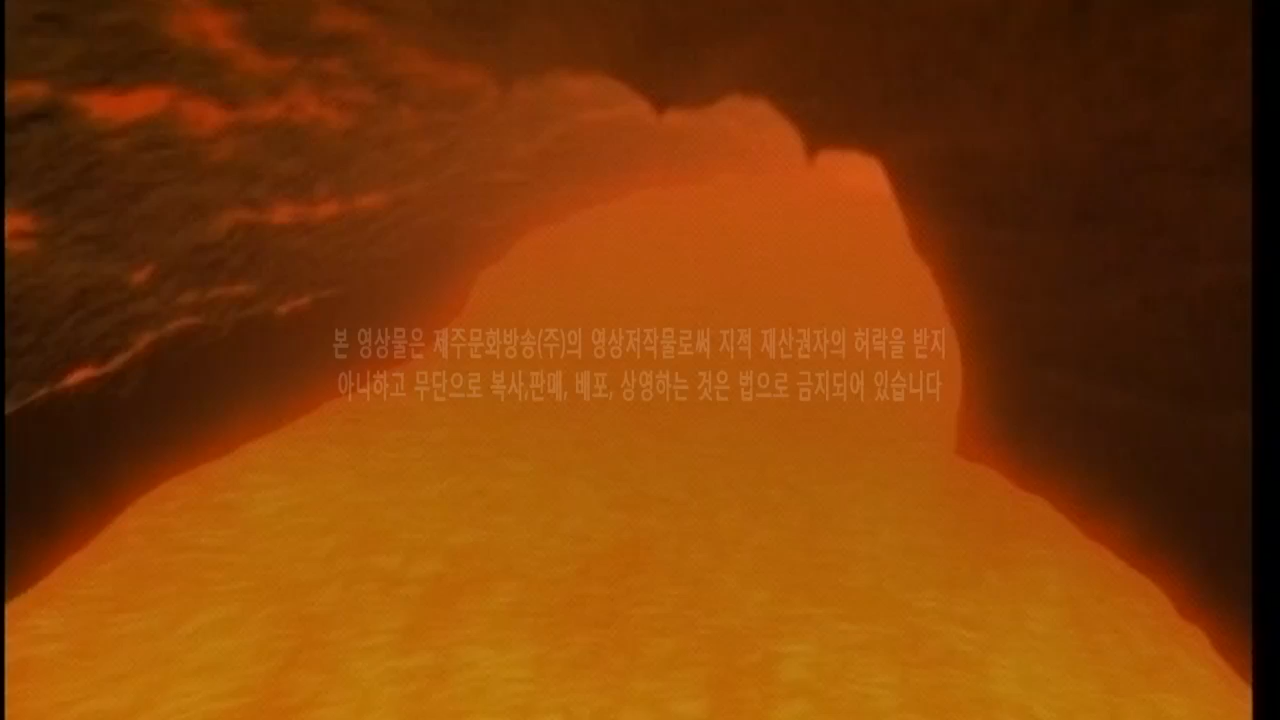 본 영상물은 제주문화방송(주)의 영상저작물로써 지적 재산권자의 허락을 받지
아니하고 무단으로 복사,판매, 배포, 상영하는 것은 법으로 금지되어 있습니다